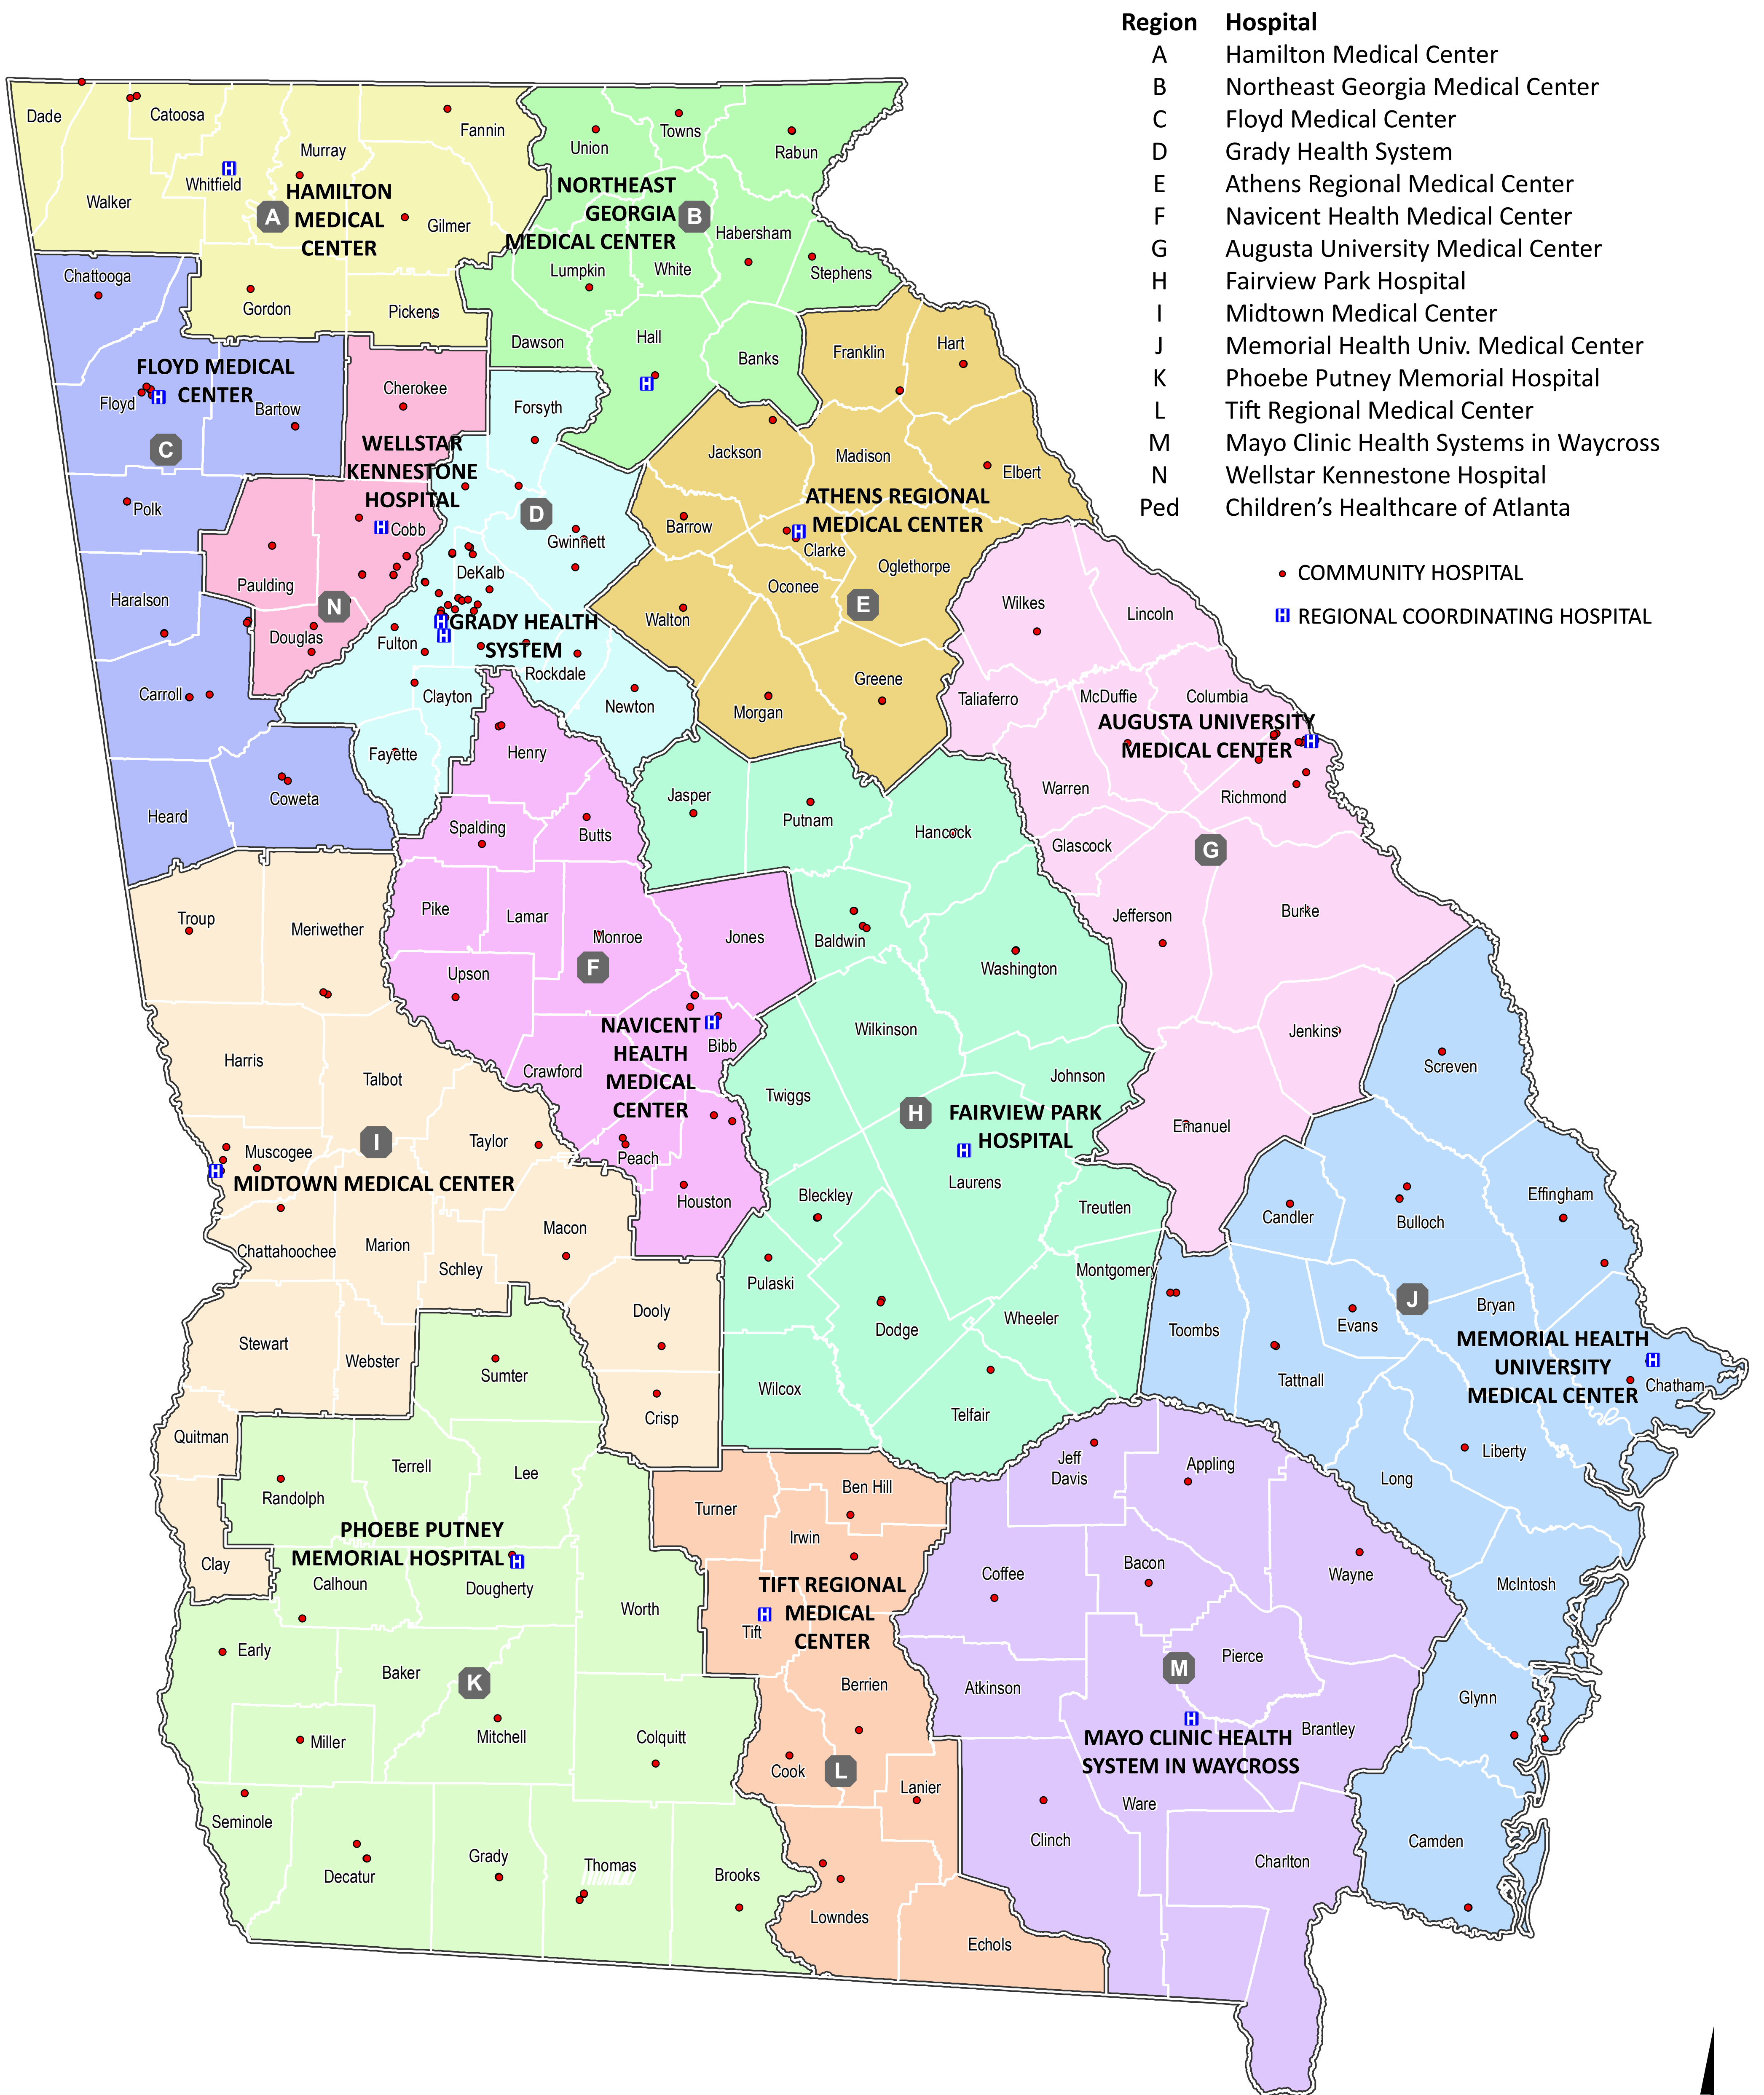 Region Hospital
A Hamilton Medical Center
B Northeast Georgia Medical Center
C Floyd Medical Center
D Grady Health System
E Athens Regional Medical Center
F Navicent Health Medical Center
G Augusta University Medical Center
H Fairview Park Hospital
I Midtown Medical Center
J Memorial Health Univ. Medical Center
K Phoebe Putney Memorial Hospital
L Tift Regional Medical Center
M Mayo Clinic Health Systems in Waycross
N Wellstar Kennestone Hospital
Ped Children's Healthcare of Atlanta
COMMUNITY HOSPITAL
H REGIONAL COORDINATING HOSPITAL
Dade
Catoosa
Fannin
Murray
Whitfield
H
Walker
HAMILTON
MEDICAL
CENTER
A
Gilmer
Gordon
Pickens
Union
Towns
Rabun
NORTHEAST
GEORGIA
MEDICAL CENTER
B
Habersham
Lumpkin
White
Stephens
Dawson
Hall
Banks
H
Chattooga
FLOYD MEDICAL
CENTER
Floyd
H
Bartow
C
Polk
Haralson
Carroll
Heard
Coweta
Cherokee
WELLSTAR
KENNESTONE
HOSPITAL
H
Cobb
Paulding
N
Douglas
Forsyth
D
Gwinnett
DeKalb
H
H
GRADY HEALTH
SYSTEM
Fulton
Rockdale
Clayton
Newton
Fayette
Franklin
Hart
Jackson
Madison
Elbert
ATHENS REGIONAL
MEDICAL CENTER
Barrow
H
Clarke
Oglethorpe
Oconee
E
Walton
Greene
Morgan
Wilkes
Lincoln
Taliaferro
McDuffie
Columbia
AUGUSTA UNIVERSITY
MEDICAL CENTER
H
Warren
Richmond
Glascock
G
Jefferson
Burke
Jenkins
Emanuel
Henry
Spalding
Butts
Pike
Lamar
Monroe
Jones
F
Upson
NAVICENT
HEALTH
MEDICAL
CENTER
H
Bibb
Crawford
Peach
Houston
Jasper
Putnam
Hancock
Baldwin
Washington
Wilkinson
Twiggs
Johnson
H
FAIRVIEW PARK
HOSPITAL
H
Laurens
Bleckley
Treutlen
Pulaski
Montgomery
Dodge
Wheeler
Wilcox
Telfair
Troup
Meriwether
Harris
Talbot
I
Taylor
Muscogee
H
MIDTOWN MEDICAL CENTER
Chattahoochee
Marion
Macon
Schley
Dooly
Stewart
Webster
Crisp
Quitman
Clay
Screven
Candler
Bulloch
Effingham
J
Toombs
Evans
Bryan
Tattnall
MEMORIAL HEALTH
UNIVERSITY
MEDICAL CENTER
H
Chatham
Liberty
Long
McIntosh
Glynn
Camden
Sumter
Terrell
Lee
Randolph
PHOEBE PUTNEY
MEMORIAL HOSPITAL
H
Calhoun
Dougherty
Worth
Early
Baker
K
Miller
Mitchell
Colquitt
Seminole
Decatur
Grady
Thomas
Brooks
Turner
Ben Hill
Irwin
TIFT REGIONAL
MEDICAL
CENTER
H
Tift
Berrien
Cook
L
Lanier
Lowndes
Echols
Jeff
Davis
Appling
Coffee
Bacon
Wayne
Pierce
M
Atkinson
H
Brantley
MAYO CLINIC HEALTH
SYSTEM IN WAYCROSS
Ware
Clinch
Charlton